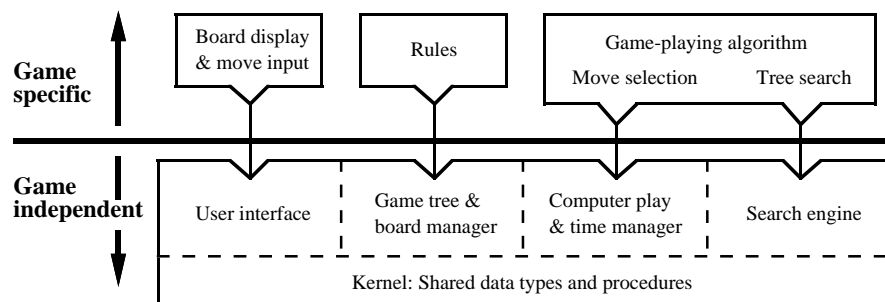 Game
specific
Board display
& move input
Rules
Game-playing algorithm
Move selection
Tree search
Game
independent
User interface
Game tree &
board manager
Computer play
& time manager
Search engine
Kernel: Shared data types and procedures